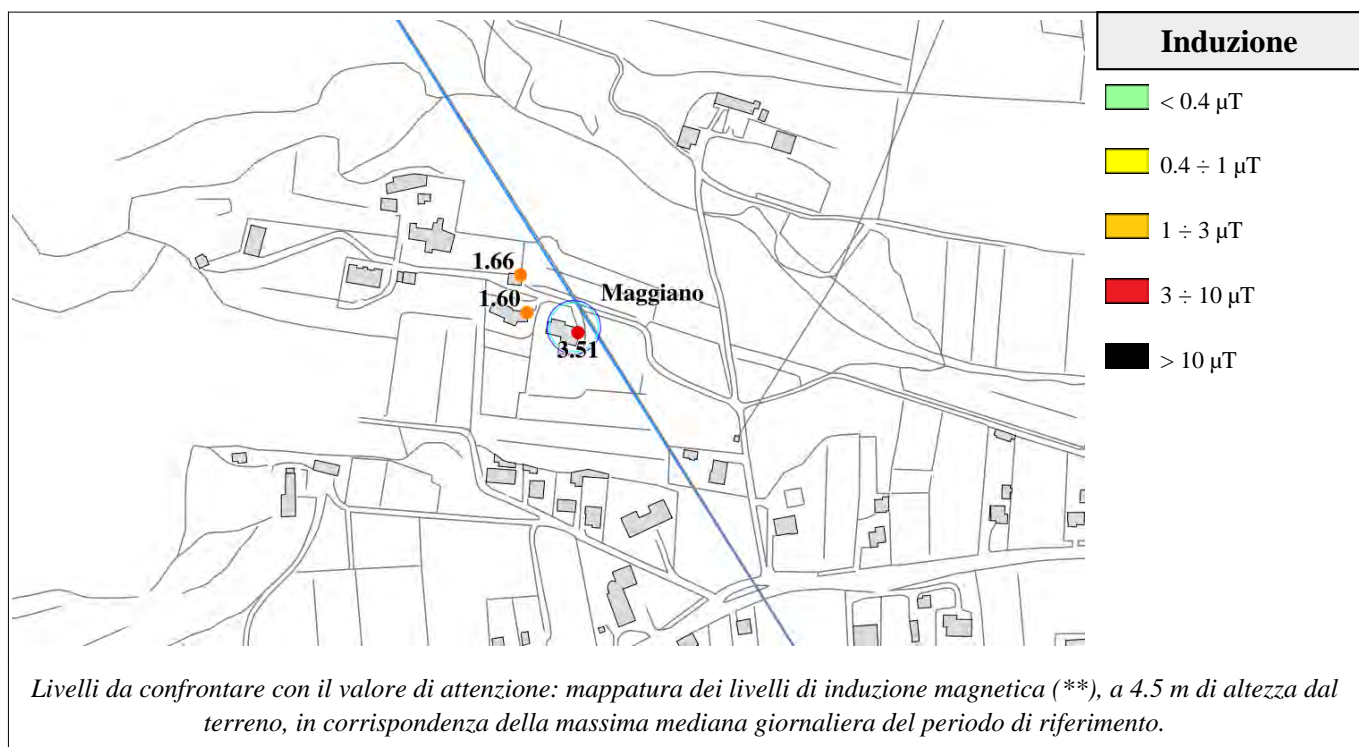 Induzione
< 0.4 µT
0.4 ÷ 1 µT
1 ÷ 3 µT
3 ÷ 10 µT
> 10 µT
1.66
1.60
Maggiano
3.51
Livelli da confrontare con il valore di attenzione: mappatura dei livelli di induzione magnetica (**), a 4.5 m di altezza dal
terreno, in corrispondenza della massima mediana giornaliera del periodo di riferimento.